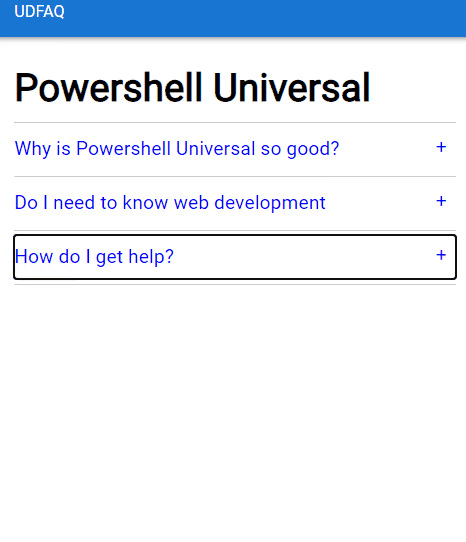 UDFAQ
Powershell Universal
Why is Powershell Universal so good? +
Do I need to know web development +
How do I get help? +